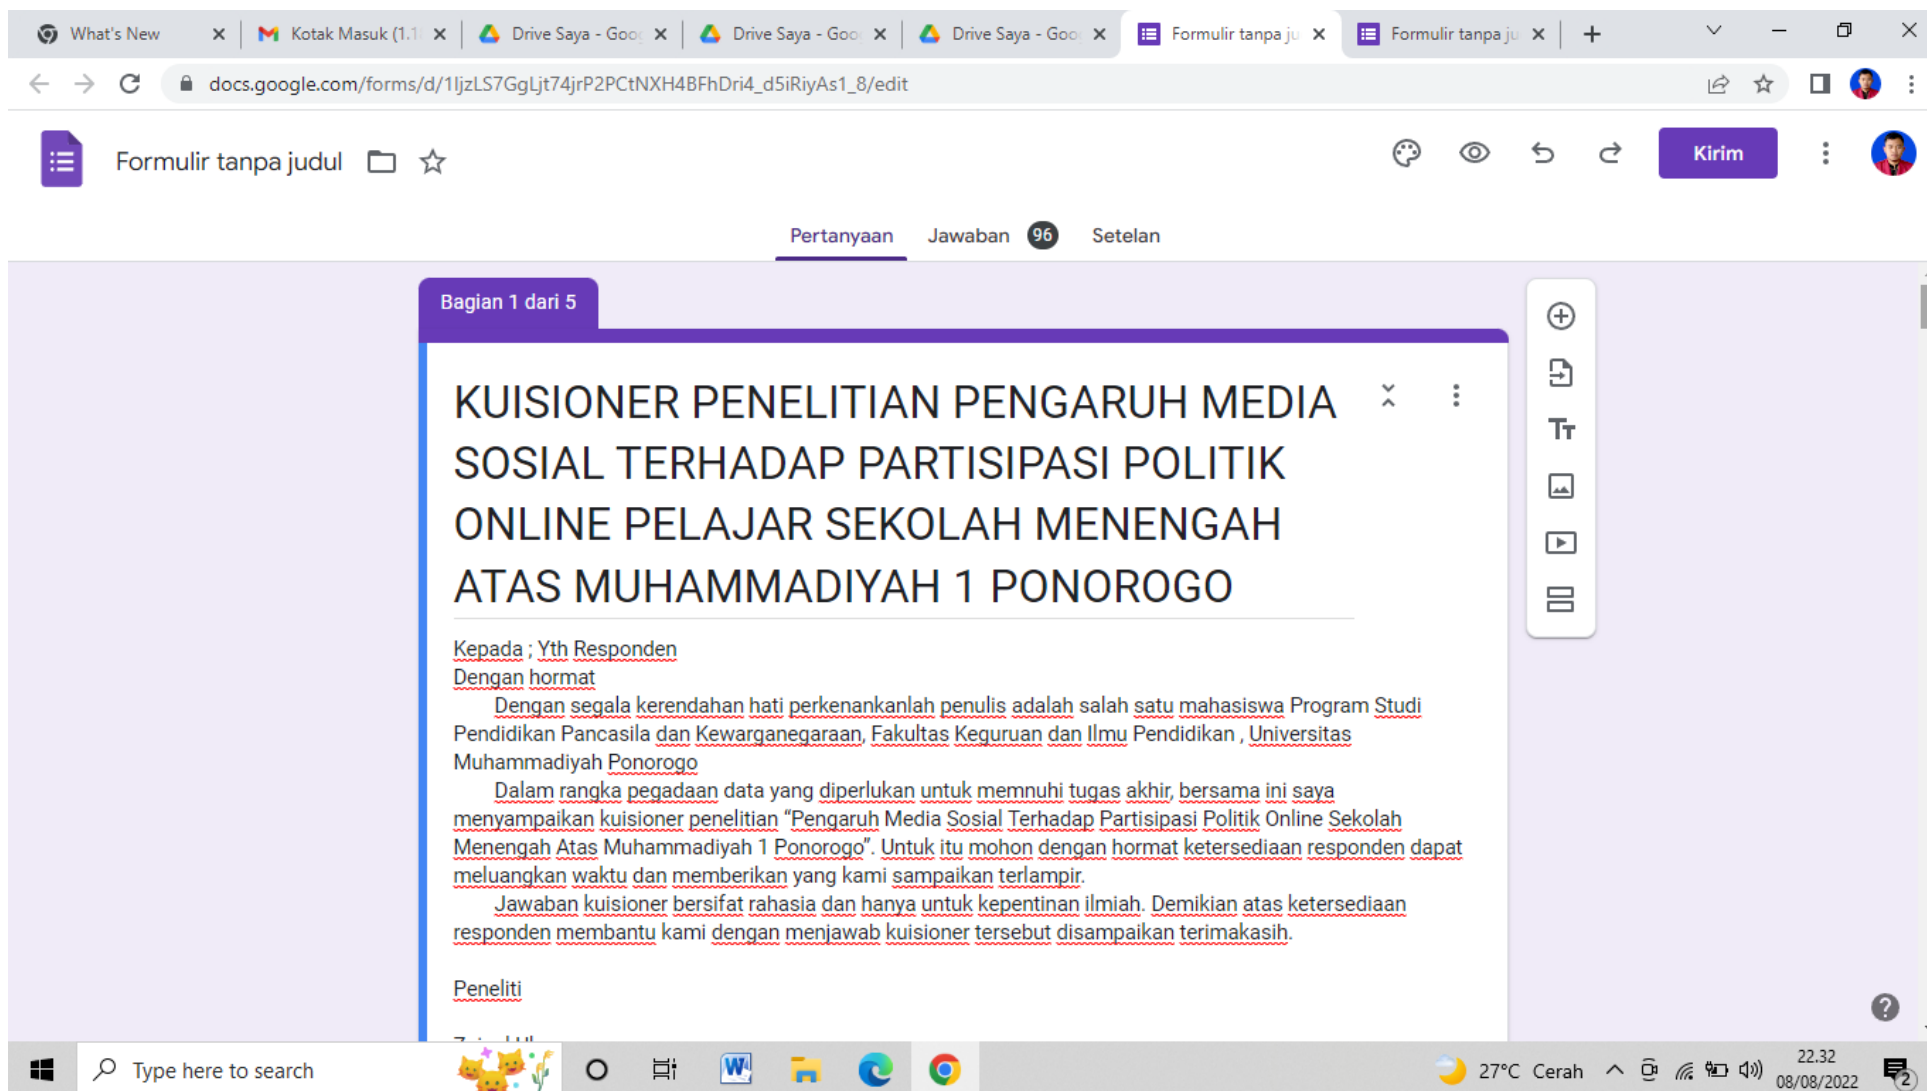 What's New
Kotak Masuk (1.1
Drive Saya - Goo
Drive Saya - Goo
Drive Saya - Goo
Formulir tanpa ju
Formulir tanpa ju
docs.google.com/forms/d/1IjzLS7GgLjt74jrP2PCtNXH4BFhDri4_d5iRiyAs1_8/edit
Formulir tanpa judul
Kirim
Pertanyaan
Jawaban 96
Setelan
Bagian 1 dari 5
KUISIONER PENELITIAN PENGARUH MEDIA
SOSIAL TERHADAP PARTISIPASI POLITIK
ONLINE PELAJAR SEKOLAH MENENGAH
ATAS MUHAMMADIYAH 1 PONOROGO
Kepada ; Yth Responden
Dengan hormat
Dengan segala kerendahan hati perkenankanlah penulis adalah salah satu mahasiswa Program Studi
Pendidikan Pancasila dan Kewarganegaraan, Fakultas Keguruan dan Ilmu Pendidikan , Universitas
Muhammadiyah Ponorogo
Dalam rangka pegadaan data yang diperlukan untuk memnuhi tugas akhir, bersama ini saya
menyampaikan kuisioner penelitian “Pengaruh Media Sosial Terhadap Partisipasi Politik Online Sekolah
Menengah Atas Muhammadiyah 1 Ponorogo”. Untuk itu mohon dengan hormat ketersediaan responden dapat
meluangkan waktu dan memberikan yang kami sampaikan terlampir.
Jawaban kuisioner bersifat rahasia dan hanya untuk kepentinan ilmiah. Demikian atas ketersediaan
responden membantu kami dengan menjawab kuisioner tersebut disampaikan terimakasih.
Peneliti
Type here to search
27°C Cerah
22.32
08/08/2022
2